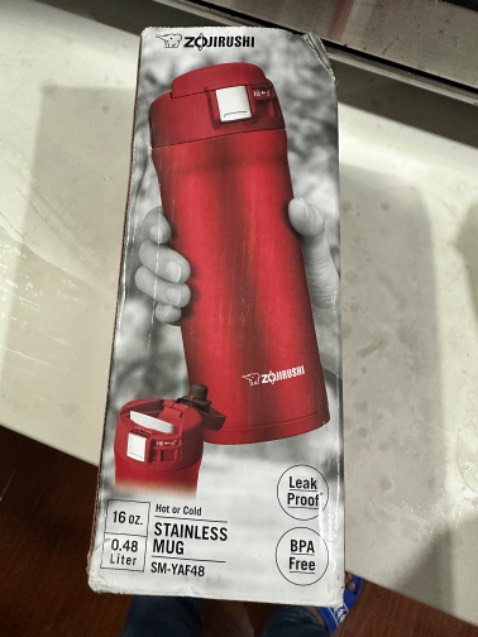 ZOJIRUSHI
ZOJIRUSHI
Leak
Proof
16 OZ.
0.48
Liter
Hot or Cold
STAINLESS
MUG
SM-YAF48
BPA
Free